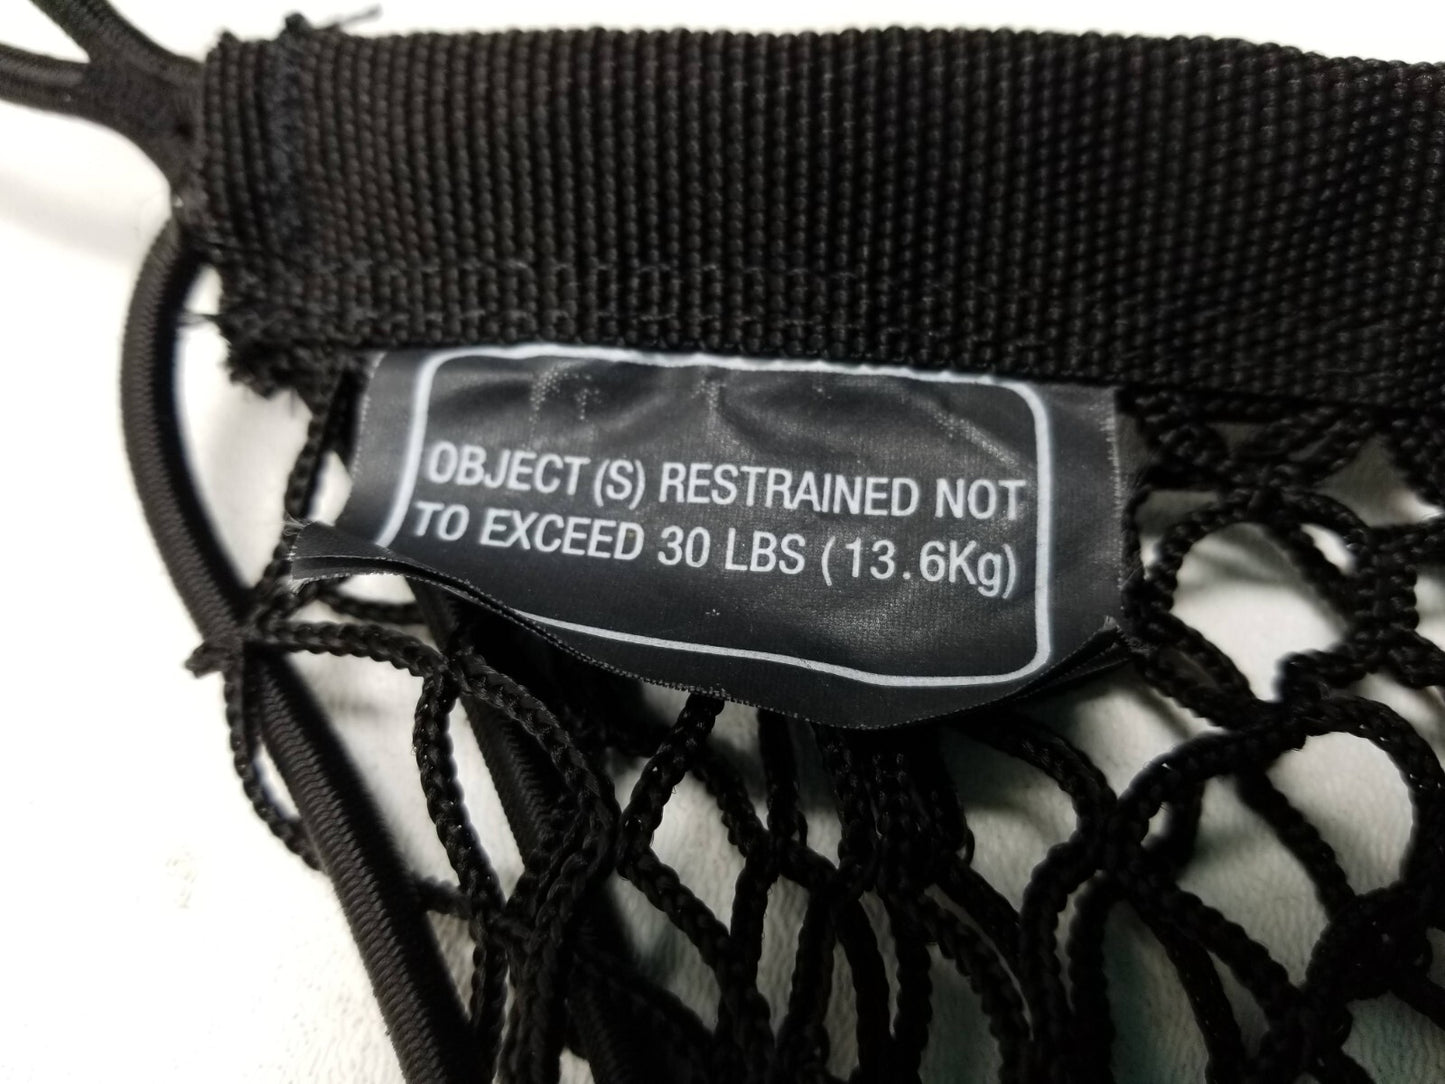 OBJECT(S) RESTRAINED NOT
TO EXCEED 30 LBS (13.6Kg)